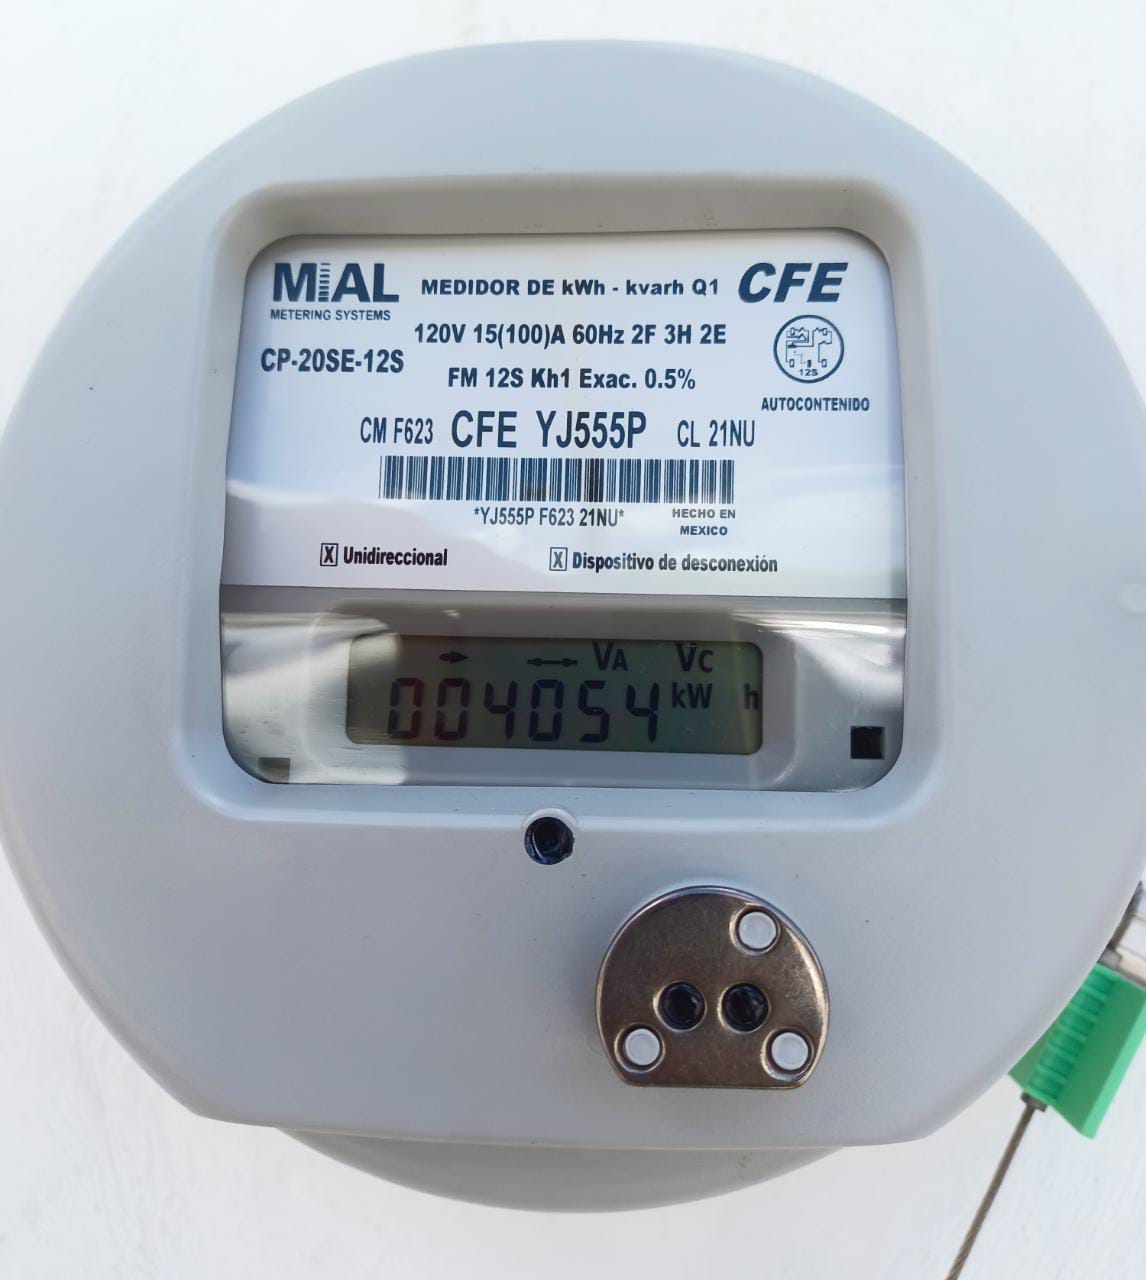 MIAL
METERING SYSTEMS
MEDIDOR DE kWh - kvarh Q1
CFE
120V 15(100)A 60Hz 2F 3H 2E
CP-20SE-12S
FM 12S Kh1 Exac. 0.5%
12S
AUTOCONTENIDO
CM F623 CFE YJ555P CL 21NU
*YJ555P F623 21NU*
HECHO EN
MEXICO
X Unidireccional
X Dispositivo de desconexión
VA VC
004054 kW h